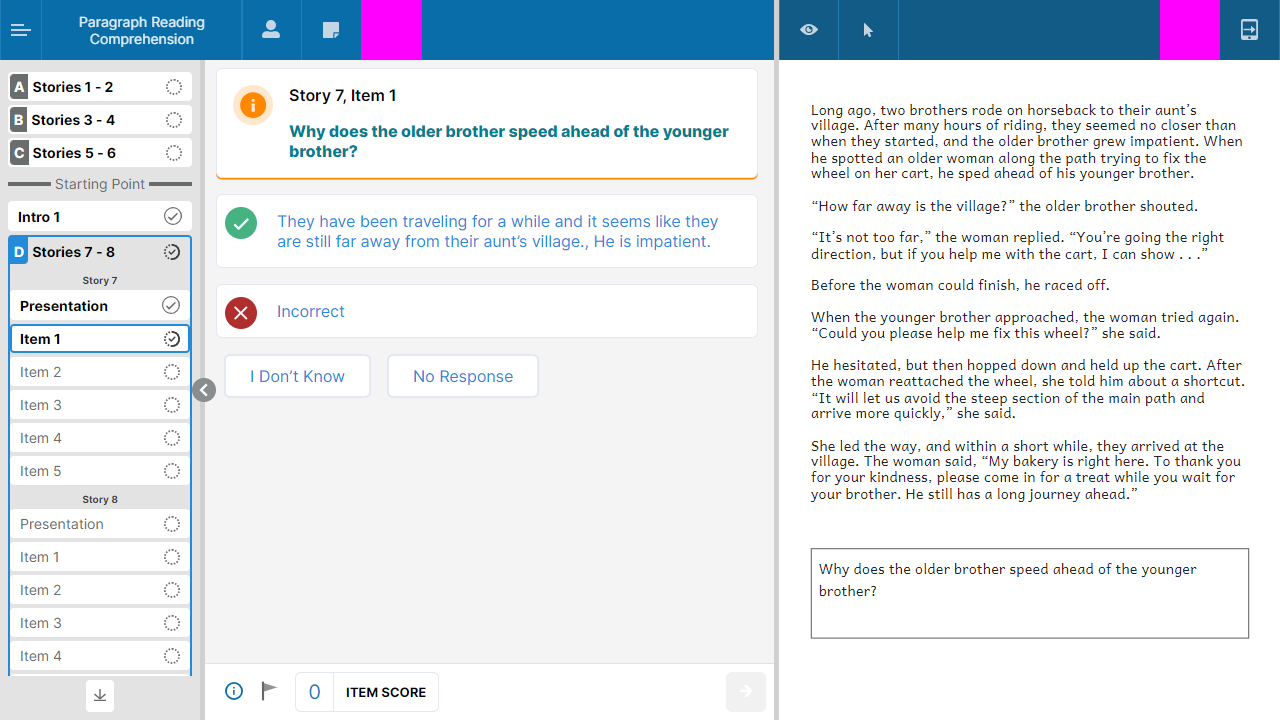 Paragraph Reading
Comprehension
A Stories 1 - 2
B Stories 3 - 4
C Stories 5 - 6
Starting Point
Intro 1
D Stories 7 - 8
Story 7
Presentation
Item 1
Item 2
Item 3
Item 4
Item 5
Story 8
Presentation
Item 1
Item 2
Item 3
Item 4
Story 7, Item 1
Why does the older brother speed ahead of the younger
brother?
They have been traveling for a while and it seems like they
are still far away from their aunt's village., He is impatient.
Incorrect
I Don't Know
No Response
0 ITEM SCORE
Long ago, two brothers rode on horseback to their aunt's
village. After many hours of riding, they seemed no closer than
when they started, and the older brother grew impatient. When
he spotted an older woman along the path trying to fix the
wheel on her cart, he sped ahead of his younger brother.
“How far away is the village?” the older brother shouted.
“It's not too far,” the woman replied. “You're going the right
direction, but if you help me with the cart, I can show . . .”
Before the woman could finish, he raced off.
When the younger brother approached, the woman tried again.
“Could you please help me fix this wheel?” she said.
He hesitated, but then hopped down and held up the cart. After
the woman reattached the wheel, she told him about a shortcut.
“It will let us avoid the steep section of the main path and
arrive more quickly,” she said.
She led the way, and within a short while, they arrived at the
village. The woman said, “My bakery is right here. To thank you
for your kindness, please come in for a treat while you wait for
your brother. He still has a long journey ahead.”
Why does the older brother speed ahead of the younger
brother?